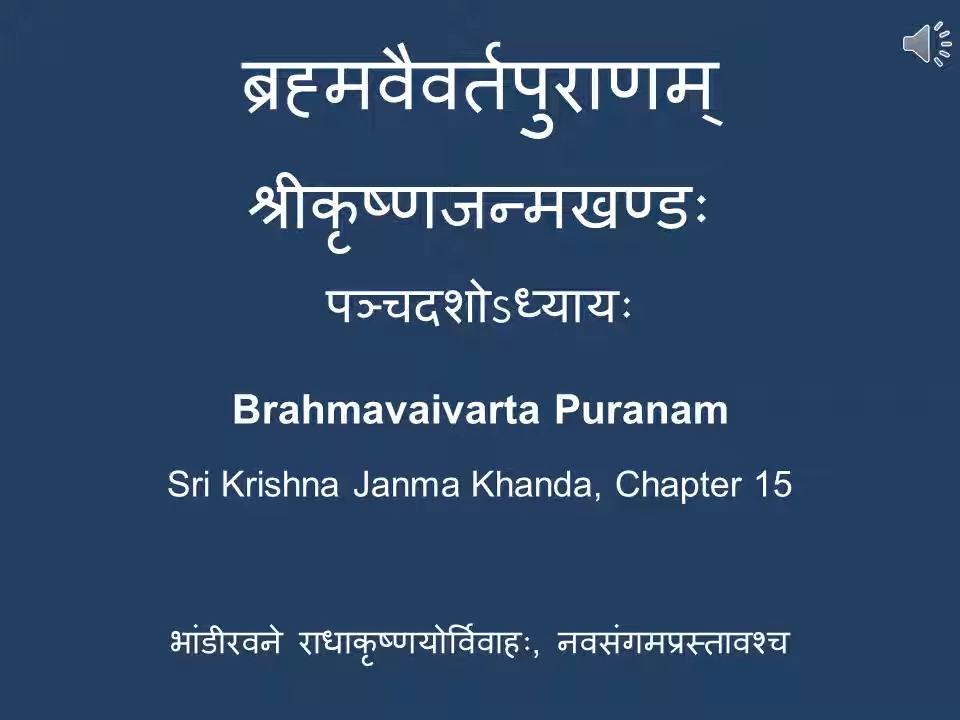 ब्रह्मवैवर्तपुराणम्
श्रीकृष्णजन्मखण्डः
पञ्चदशोऽध्यायः
Brahmavaivarta Puranam
Sri Krishna Janma Khanda, Chapter 15
भांडीरवने राधाकृष्णयोर्विवाहः, नवसंगमप्रस्तावश्च